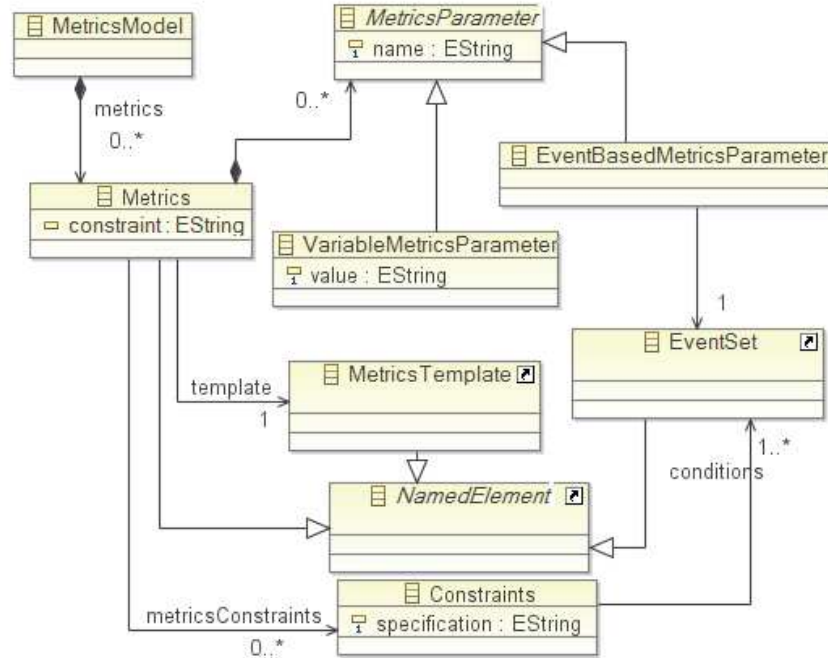 MetricsModel
MetricsParameter
name : EString
metrics
0..*
0..*
EventBasedMetricsParameter
Metrics
constraint : EString
VariableMetricsParameter
value : EString
1
EventSet
MetricsTemplate
template
1
1..*
conditions
NamedElement
Constraints
metricsConstraints
specification : EString
0..*